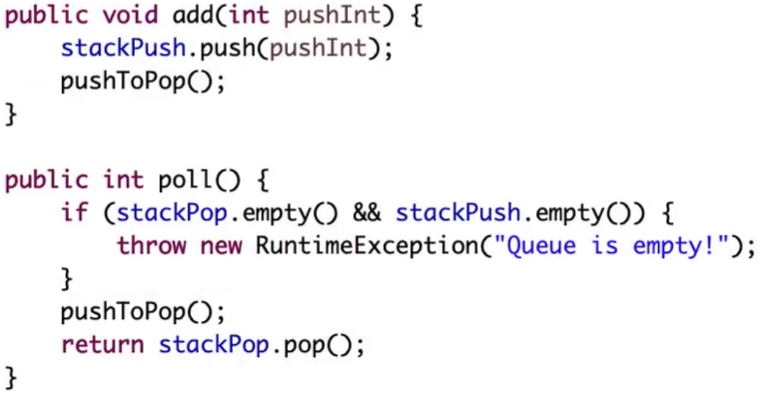 public void add(int pushInt) {
    stackPush.push(pushInt);
    pushToPop();
}

public int poll() {
    if (stackPop.empty() && stackPush.empty()) {
        throw new RuntimeException("Queue is empty!");
    }
    pushToPop();
    return stackPop.pop();
}